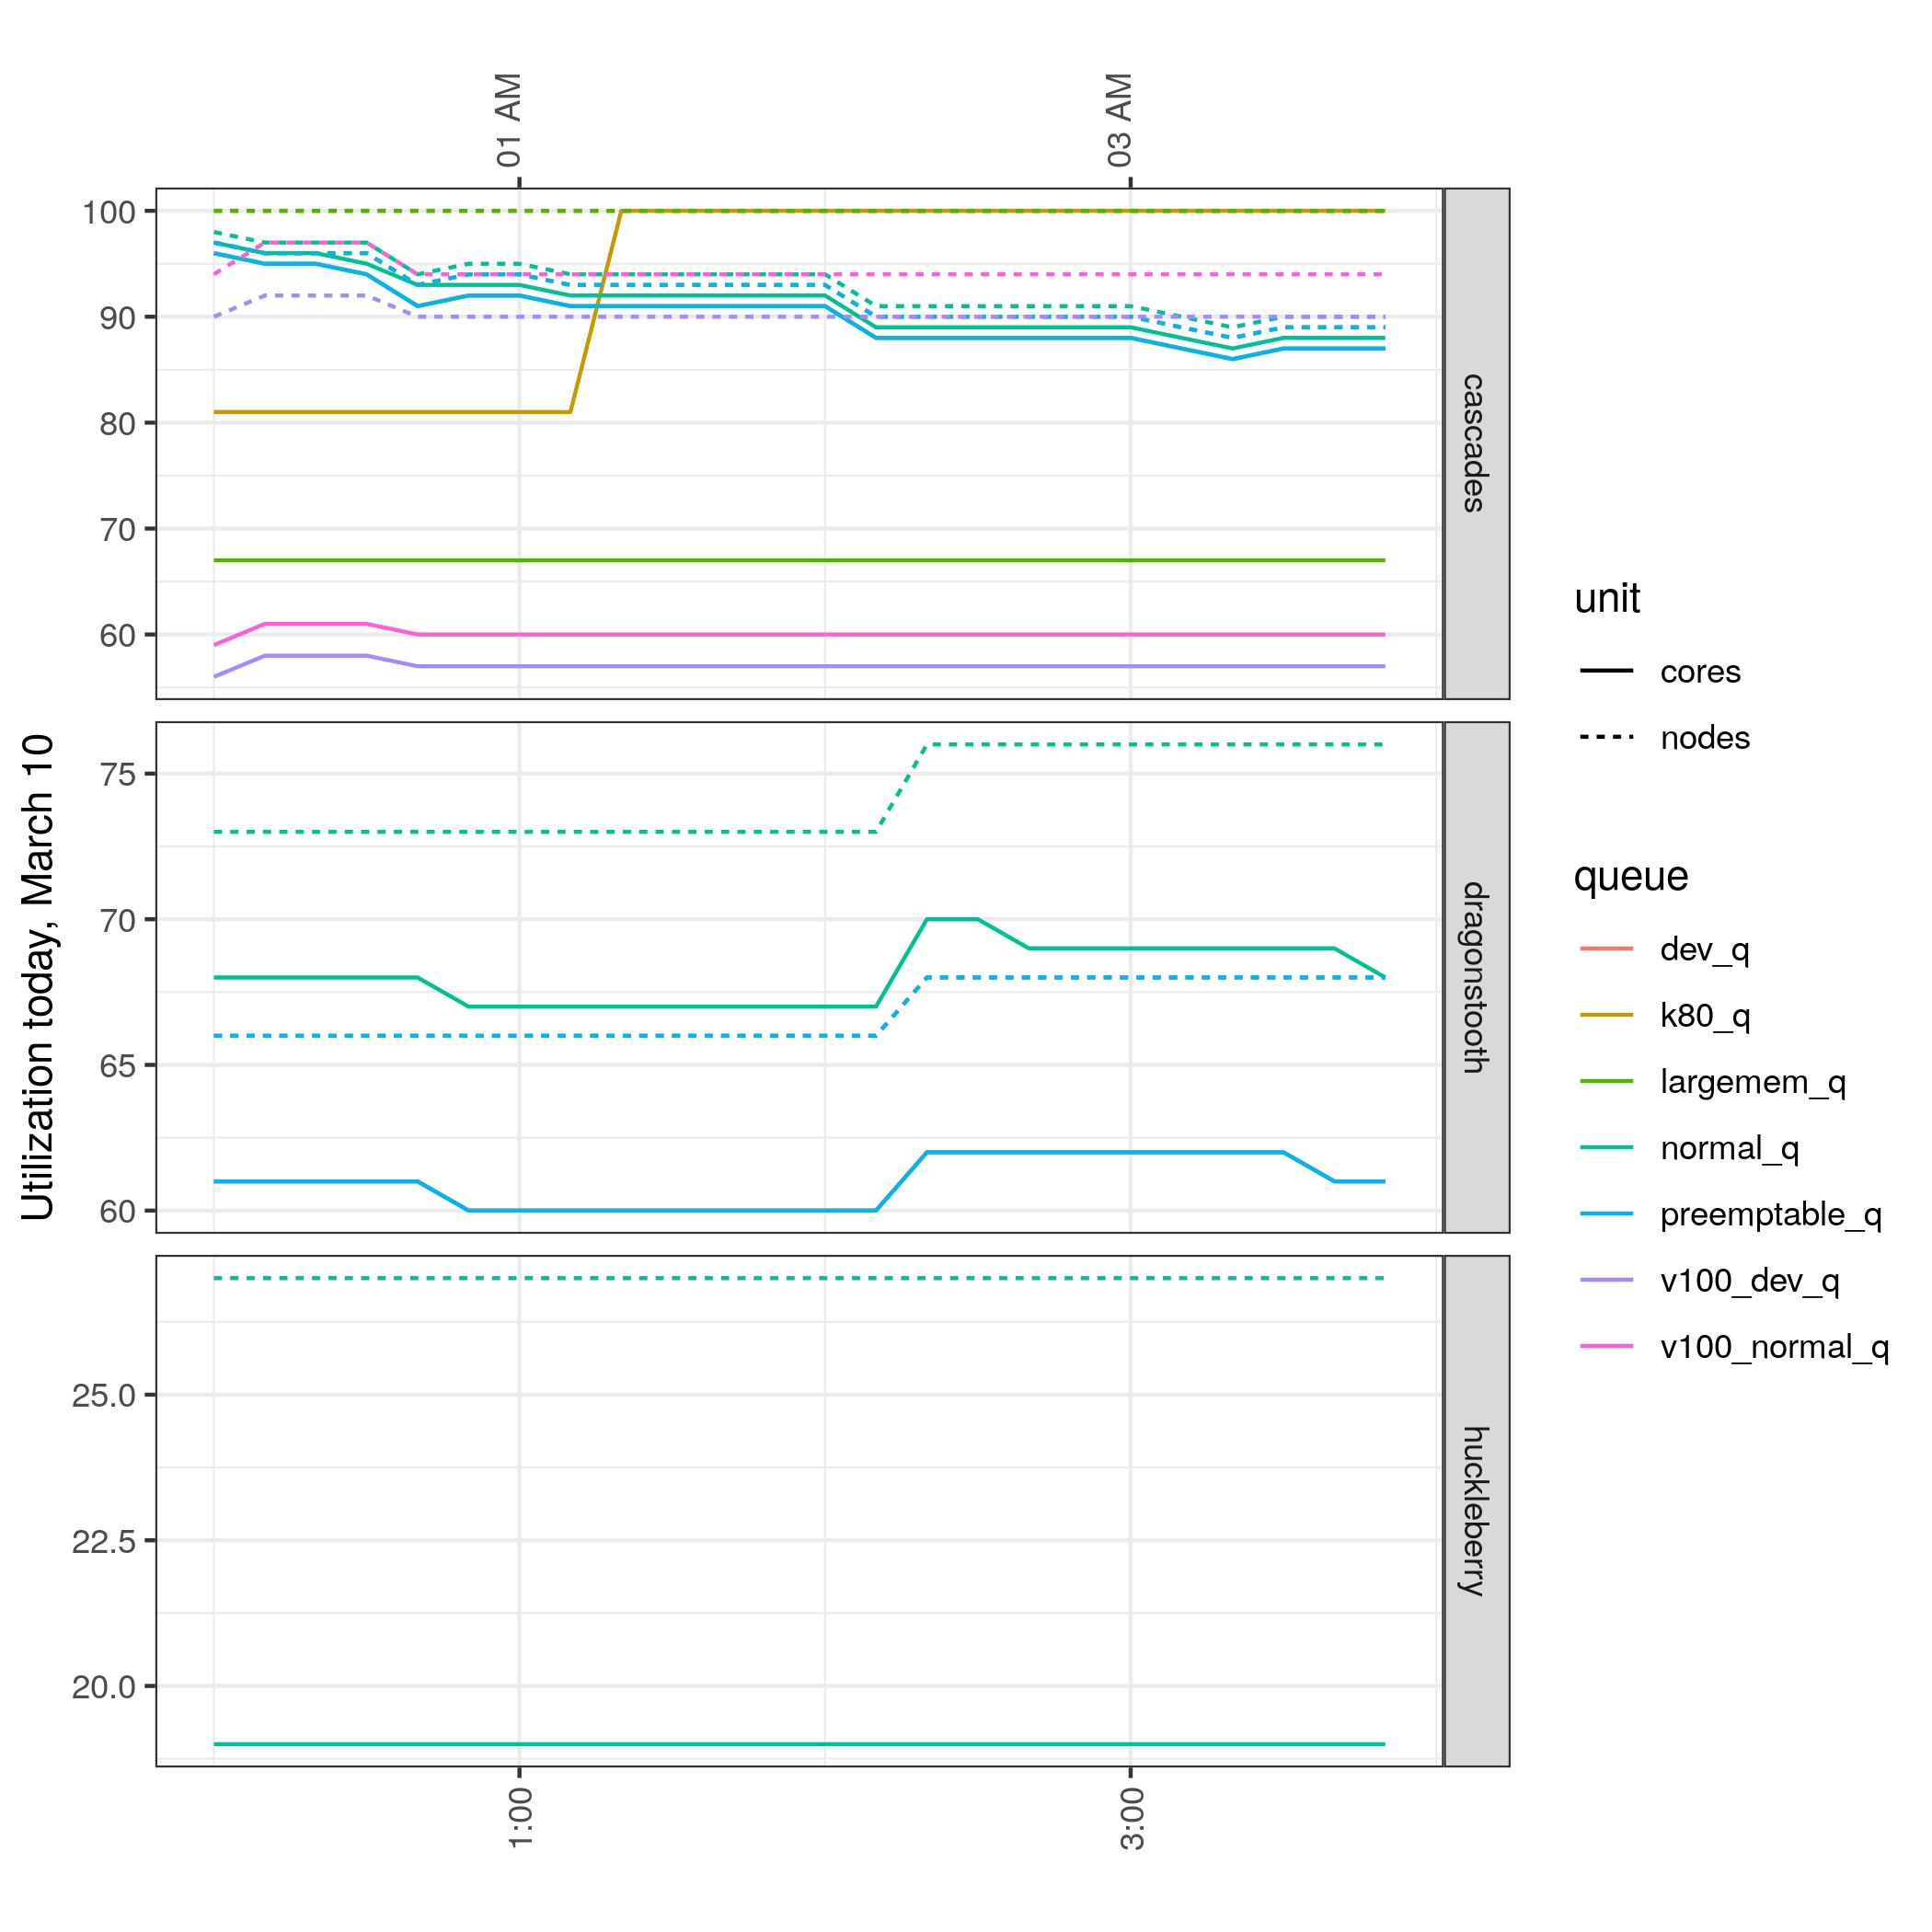 01 AM
03 AM
100
90
80
70
60
cascades
75
70
65
60
dragonstooth
25.0
22.5
20.0
huckleberry
1:00
3:00
Utilization today, March 10
unit
cores
nodes
queue
dev_q
k80_q
largemem_q
normal_q
preemptable_q
v100_dev_q
v100_normal_q